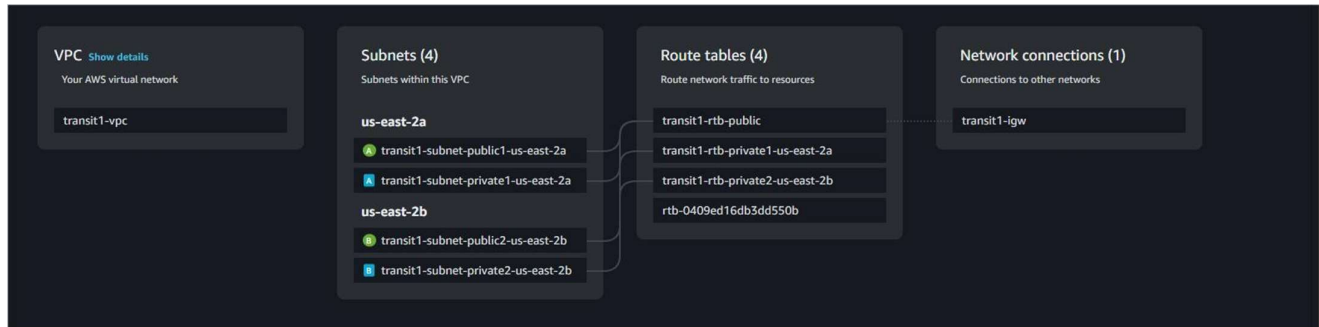 VPC Show details
Your AWS virtual network
transit1-vpc
Subnets (4)
Subnets within this VPC
us-east-2a
A transit1-subnet-public1-us-east-2a
A transit1-subnet-private1-us-east-2a
us-east-2b
B transit1-subnet-public2-us-east-2b
B transit1-subnet-private2-us-east-2b
Route tables (4)
Route network traffic to resources
transit1-rtb-public
transit1-rtb-private1-us-east-2a
transit1-rtb-private2-us-east-2b
rtb-0409ed16db3dd550b
Network connections (1)
Connections to other networks
transit1-igw